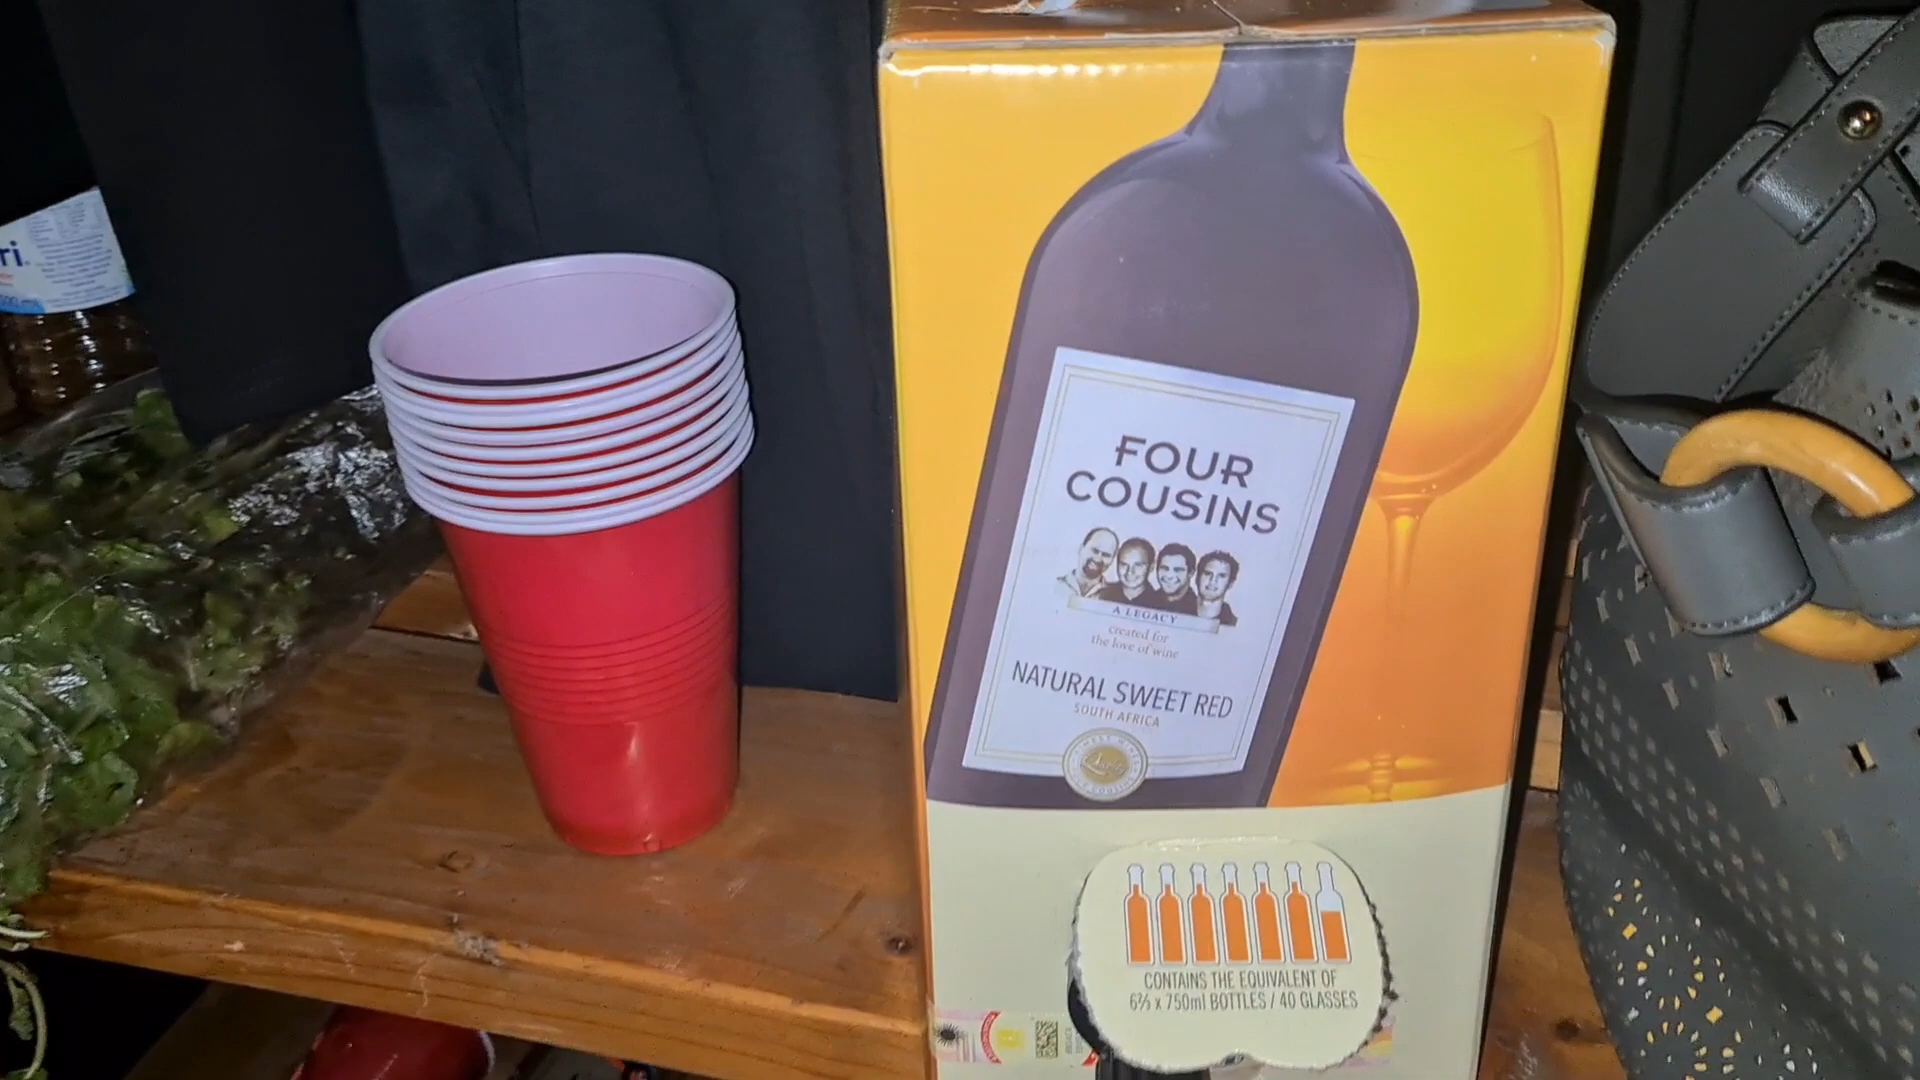 ri
FOUR
COUSINS
A LEGACY
created for
the love of wine
NATURAL SWEET RED
SOUTH AFRICA
CONTAINS THE EQUIVALENT OF
6⅔ x 750ml BOTTLES / 40 GLASSES